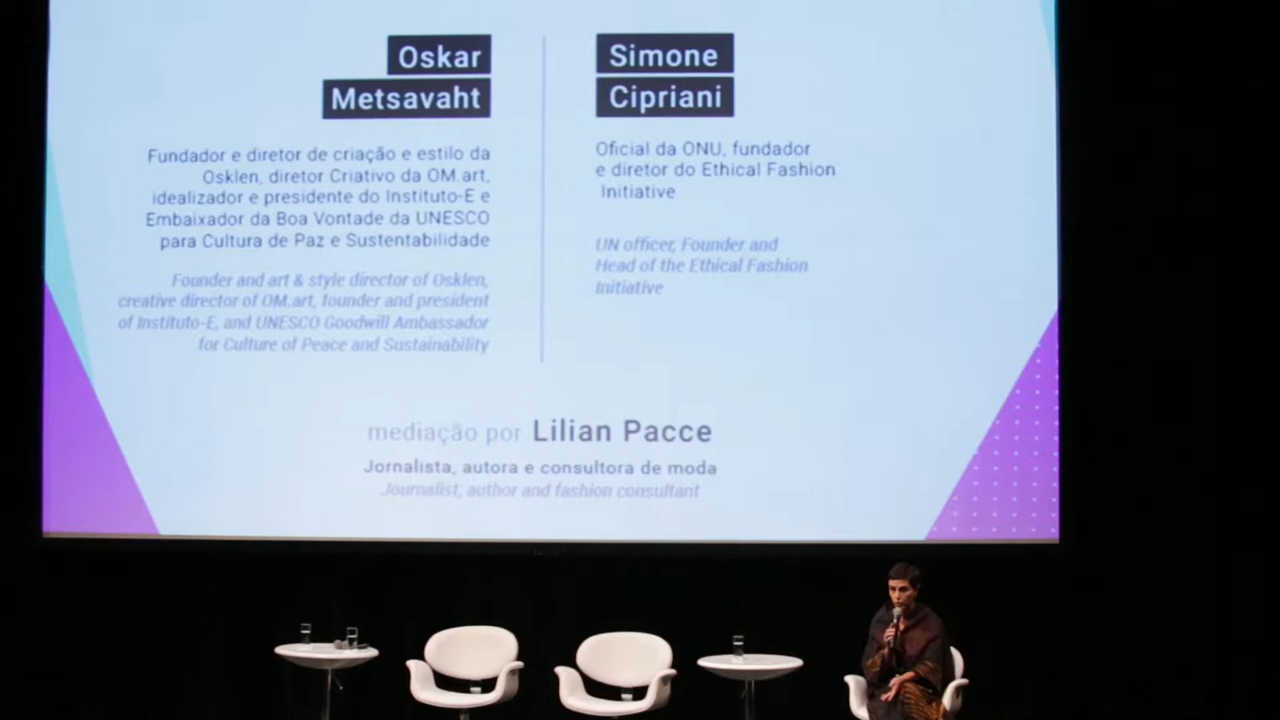 Oskar
Metsavaht
Fundador e diretor de criação e estilo da
Osklen, diretor Criativo da OM.art,
idealizador e presidente do Instituto-E e
Embaixador da Boa Vontade da UNESCO
para Cultura de Paz e Sustentabilidade
Founder and art & style director of Osklen,
creative director of OM.art, founder and president
of Instituto-E, and UNESCO Goodwill Ambassador
for Culture of Peace and Sustainability
Simone
Cipriani
Oficial da ONU, fundador
e diretor do Ethical Fashion
Initiative
UN officer, Founder and
Head of the Ethical Fashion
Initiative
mediação por Lilian Pacce
Jornalista, autora e consultora de moda
Journalist, author and fashion consultant